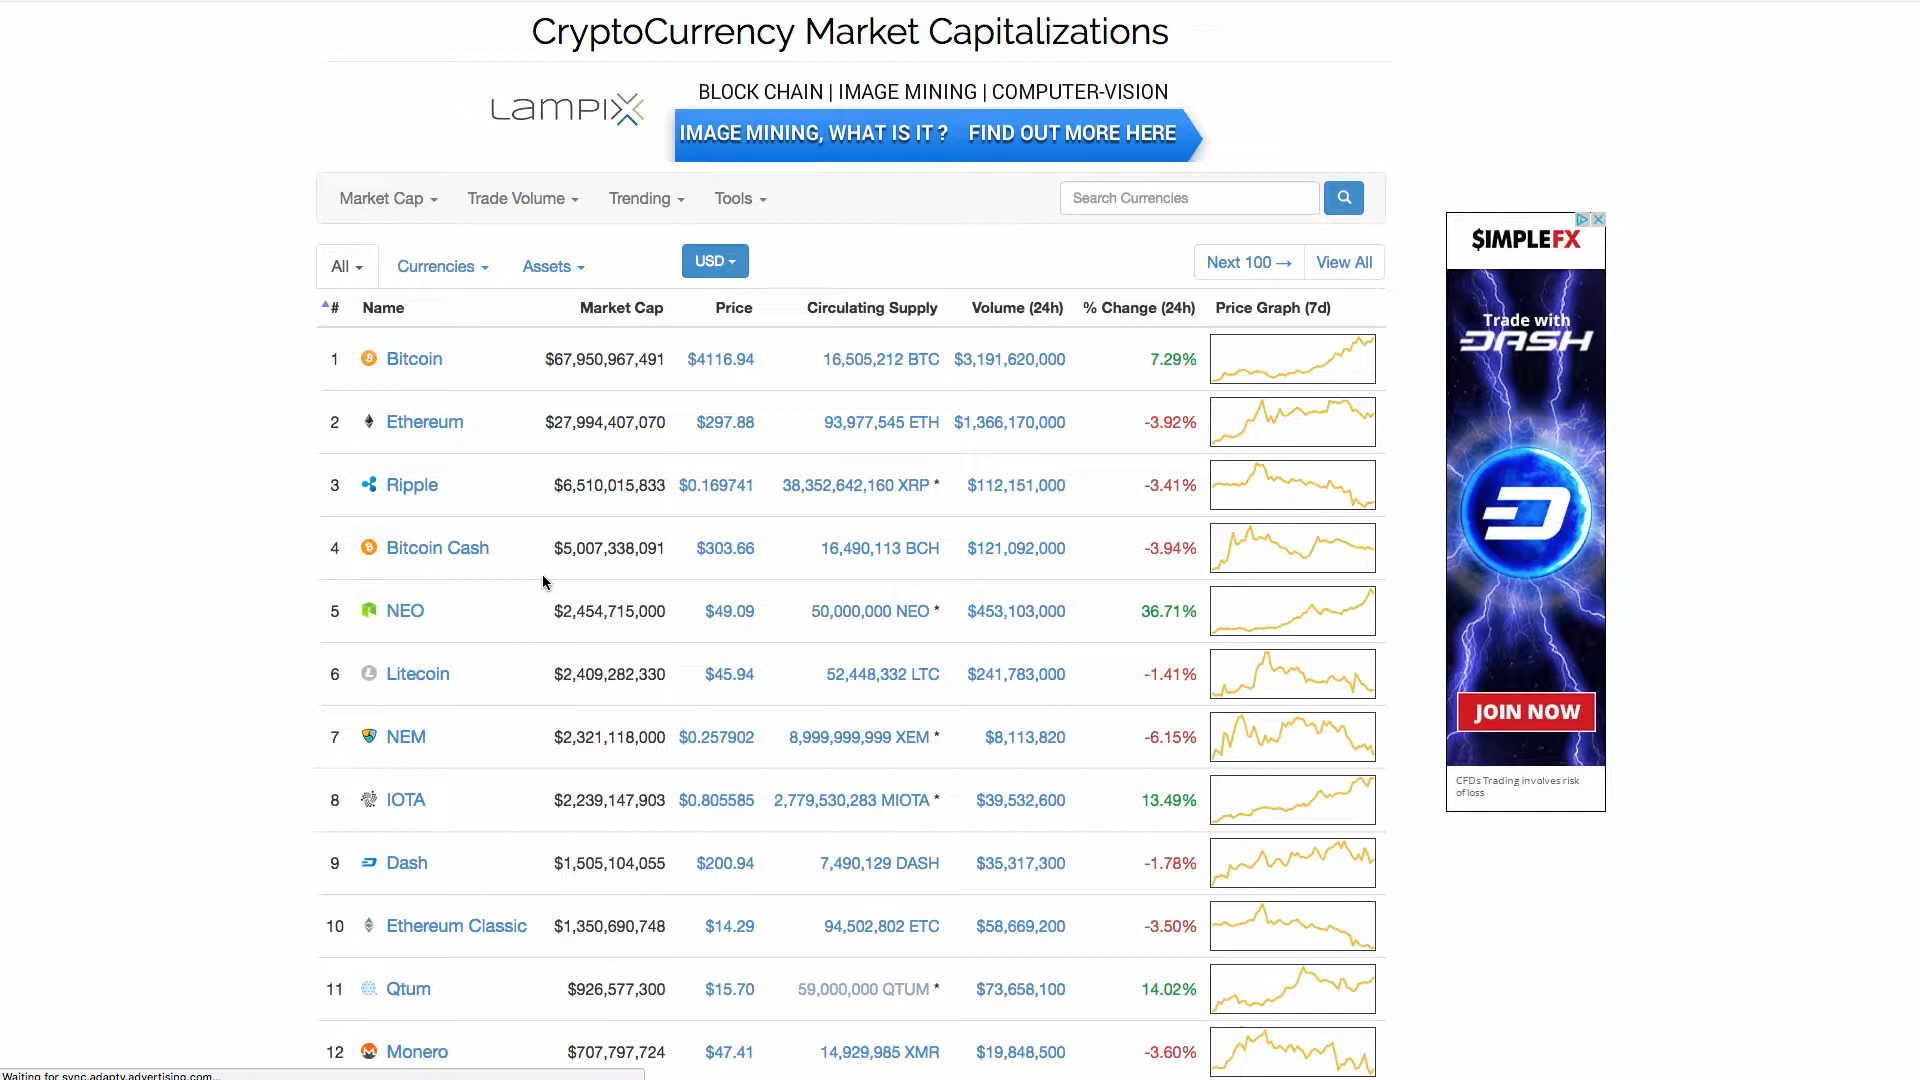 CryptoCurrency Market Capitalizations
LAMPIX
BLOCK CHAIN | IMAGE MINING | COMPUTER-VISION
IMAGE MINING, WHAT IS IT ? FIND OUT MORE HERE
Market Cap Trade Volume Trending Tools Search Currencies
All Currencies Assets USD Next 100 → View All
# Name Market Cap Price Circulating Supply Volume (24h) % Change (24h) Price Graph (7d)
1 Bitcoin $67,950,967,491 $4116.94 16,505,212 BTC $3,191,620,000 7.29%
2 Ethereum $27,994,407,070 $297.88 93,977,545 ETH $1,366,170,000 -3.92%
3 Ripple $6,510,015,833 $0.169741 38,352,642,160 XRP * $112,151,000 -3.41%
4 Bitcoin Cash $5,007,338,091 $303.66 16,490,113 BCH $121,092,000 -3.94%
5 NEO $2,454,715,000 $49.09 50,000,000 NEO * $453,103,000 36.71%
6 Litecoin $2,409,282,330 $45.94 52,448,332 LTC $241,783,000 -1.41%
7 NEM $2,321,118,000 $0.257902 8,999,999,999 XEM * $8,113,820 -6.15%
8 IOTA $2,239,147,903 $0.805585 2,779,530,283 MIOTA * $39,532,600 13.49%
9 Dash $1,505,104,055 $200.94 7,490,129 DASH $35,317,300 -1.78%
10 Ethereum Classic $1,350,690,748 $14.29 94,502,802 ETC $58,669,200 -3.50%
11 Qtum $926,577,300 $15.70 59,000,000 QTUM * $73,658,100 14.02%
12 Monero $707,797,724 $47.41 14,929,985 XMR $19,848,500 -3.60%
$IMPLEFX
Trade with
DASH
JOIN NOW
CFDs Trading involves risk
of loss
Waiting for sync.adaptv.advertising.com...